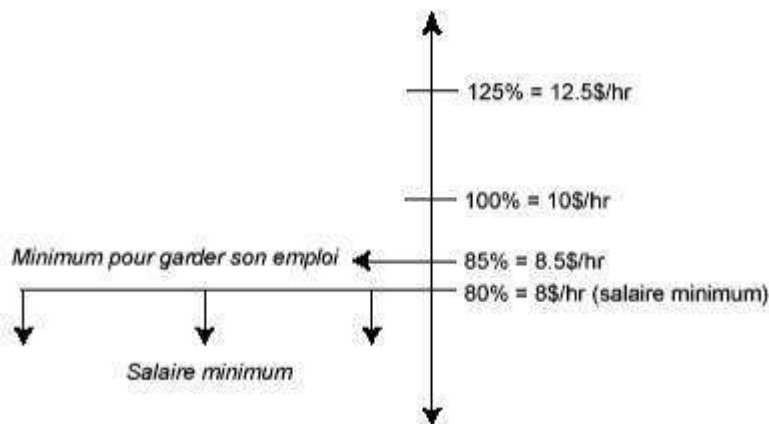 125% = 12.5$/hr
100% = 10$/hr
Minimum pour garder son emploi
85% = 8.5$/hr
80% = 8$/hr (salaire minimum)
Salaire minimum